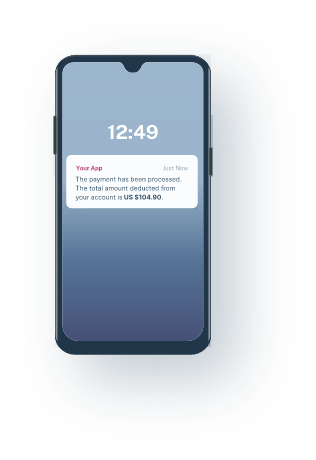 12:49
Your App Just Now
The payment has been processed.
The total amount deducted from
your account is US $104.90.